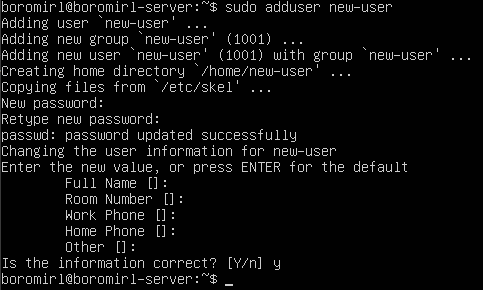 boromirl@boromirl-server:~$ sudo adduser new-user
Adding user `new-user' ...
Adding new group `new-user' (1001) ...
Adding new user `new-user' (1001) with group `new-user' ...
Creating home directory `/home/new-user' ...
Copying files from `/etc/skel' ...
New password:
Retype new password:
passwd: password updated successfully
Changing the user information for new-user
Enter the new value, or press ENTER for the default
        Full Name []:
        Room Number []:
        Work Phone []:
        Home Phone []:
        Other []:
Is the information correct? [Y/n] y
boromirl@boromirl-server:~$ _